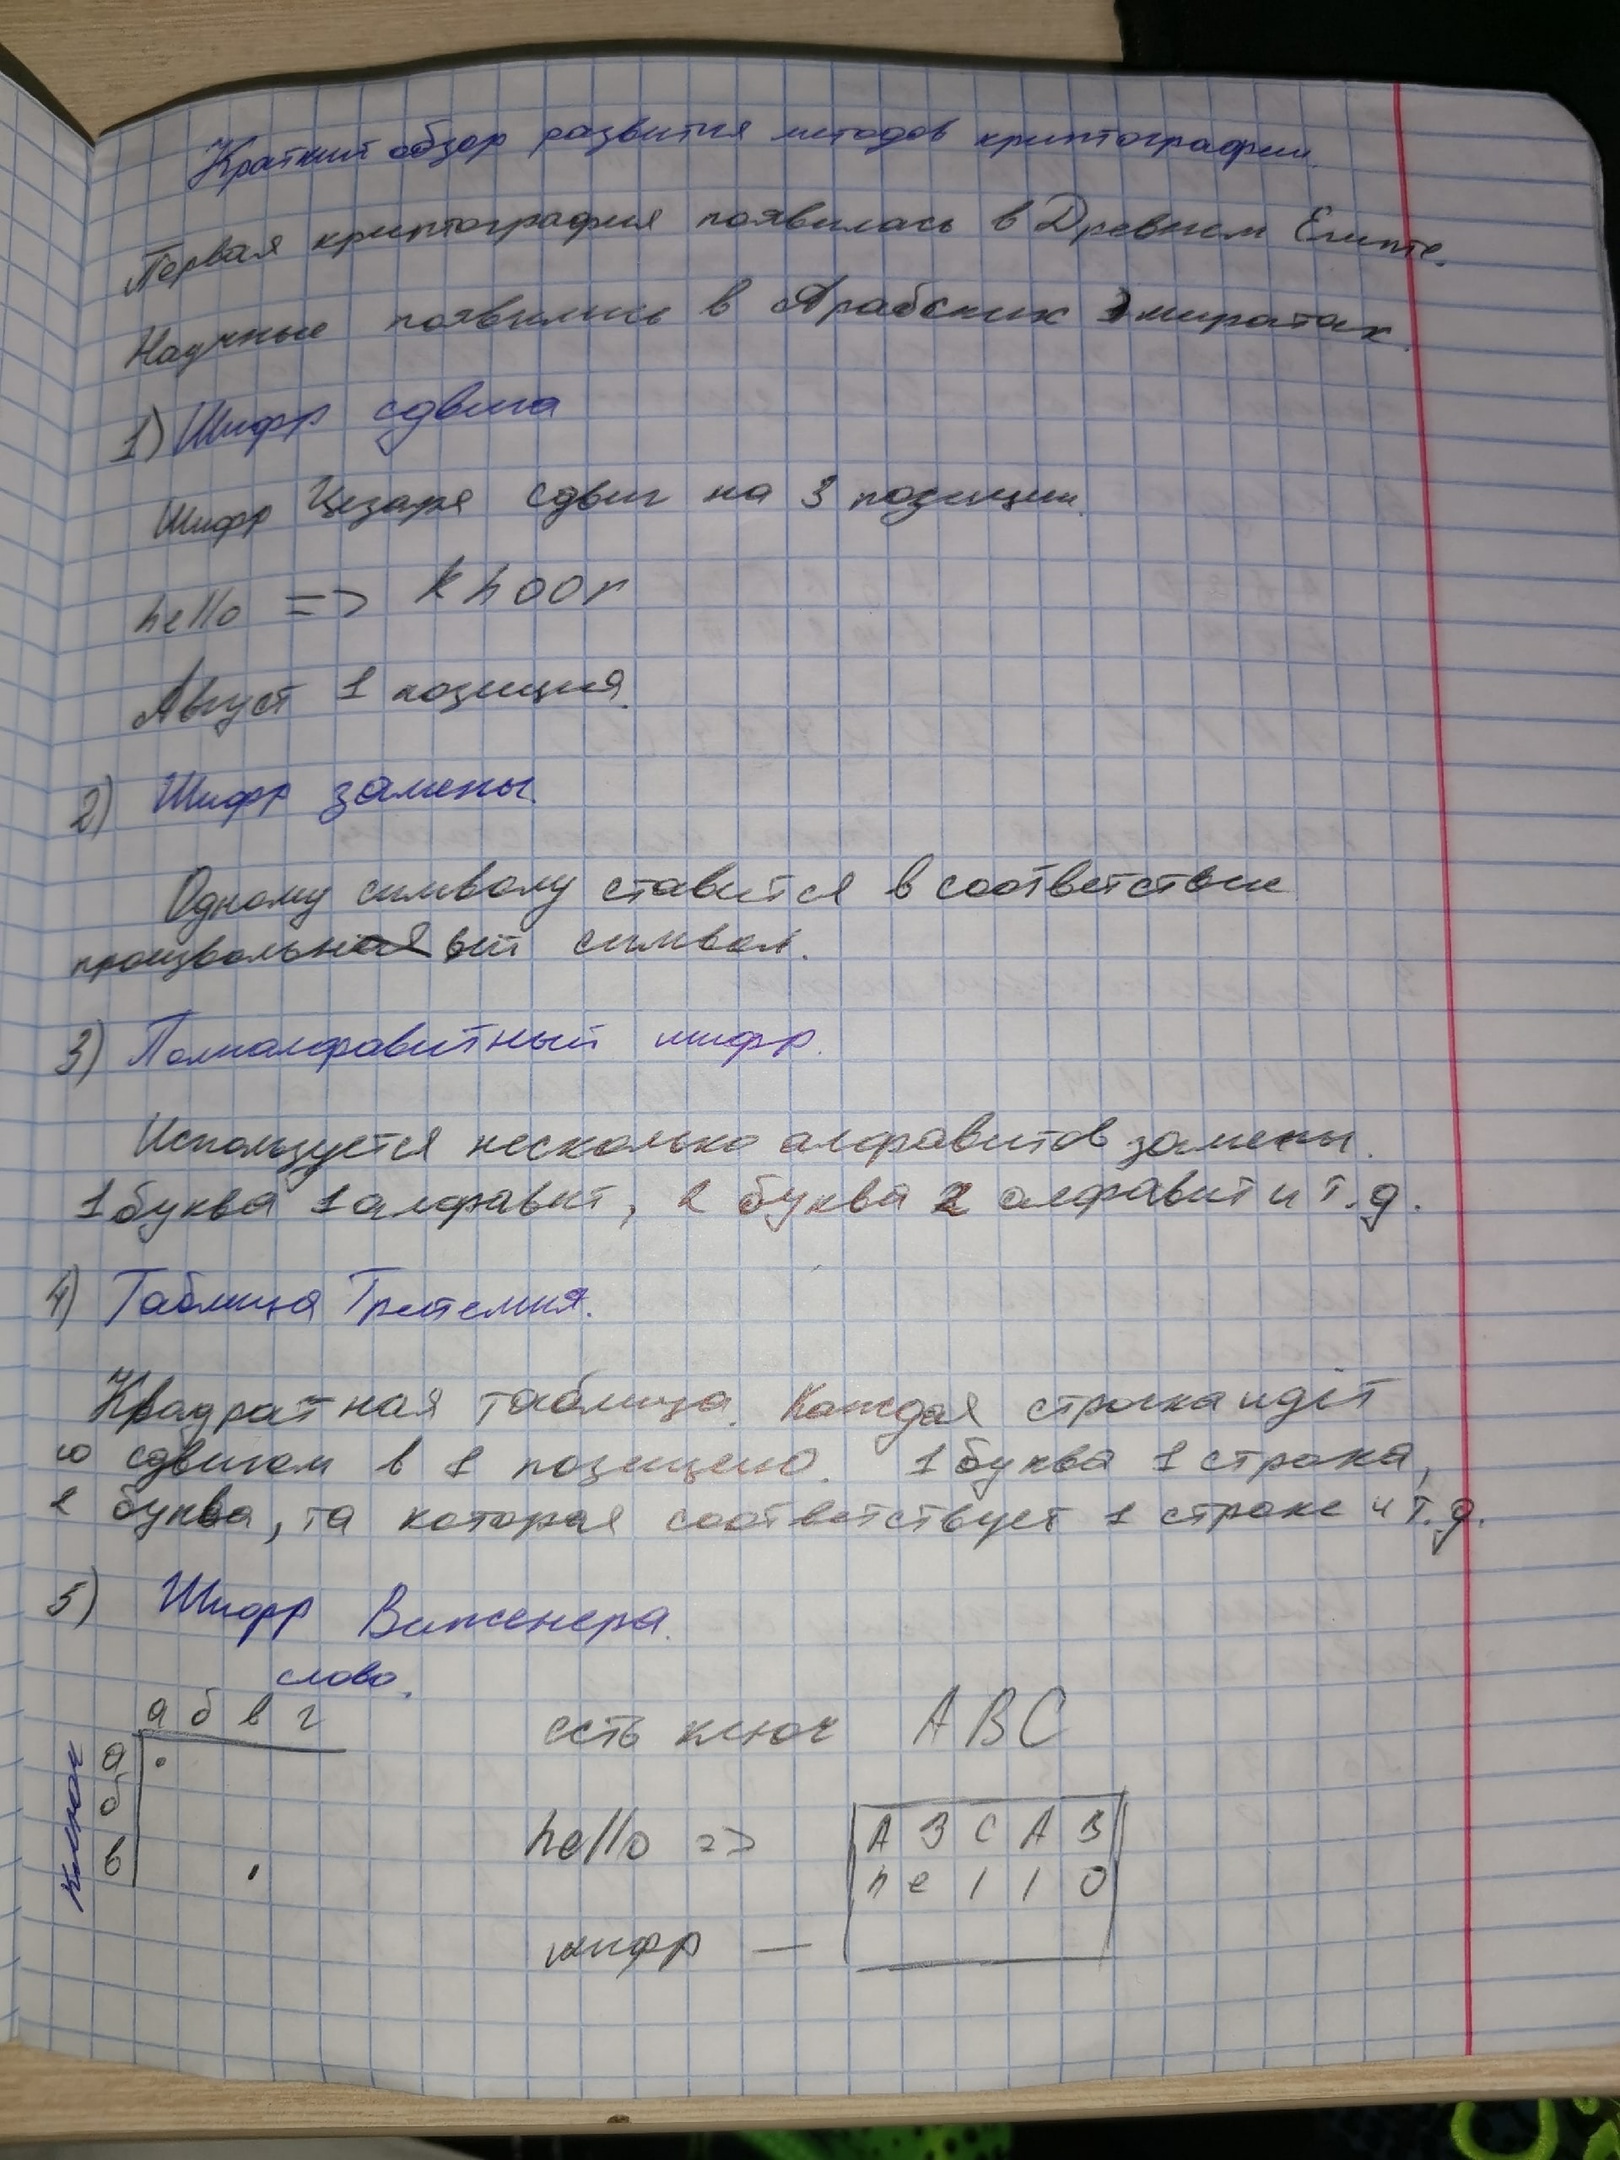 Краткий обзор развития методов криптографии.
Первая криптография появилась в Древнем Египте.
Научные появились в Арабских Эмиратах.
1) Шифр сдвига
Шифр Цезаря сдвиг на 3 позиции.
hello => khoor
Август 1 позиция.
2) Шифр замены.
Одному символу ставится в соответствие
произвольный символ.
3) Полиалфавитный шифр.
Используется несколько алфавитов замены.
1 буква 1 алфавит, 2 буква 2 алфавит и т.д.
4) Таблица Тритемия.
Квадратная таблица. Каждая строка идёт
со сдвигом в 1 позицию. 1 буква 1 строка,
2 буква, та которая соответствует 1 строке и т.д.
5) Шифр Виженера.
слово.
а б в г
ключ
а
б
в
есть ключ ABC
hello =>
A B C A B
h e l l o
шифр —